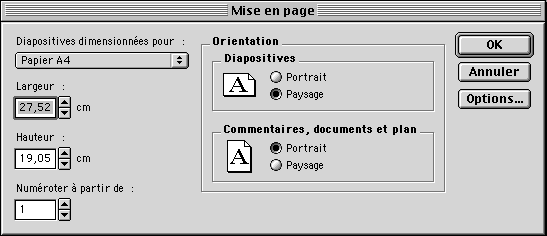 Mise en page
Diapositives dimensionnées pour :
Papier A4
Largeur :
27,52 cm
Hauteur :
19,05 cm
Numéroter à partir de :
1
Orientation
Diapositives
A
Portrait
Paysage
Commentaires, documents et plan
A
Portrait
Paysage
OK
Annuler
Options...